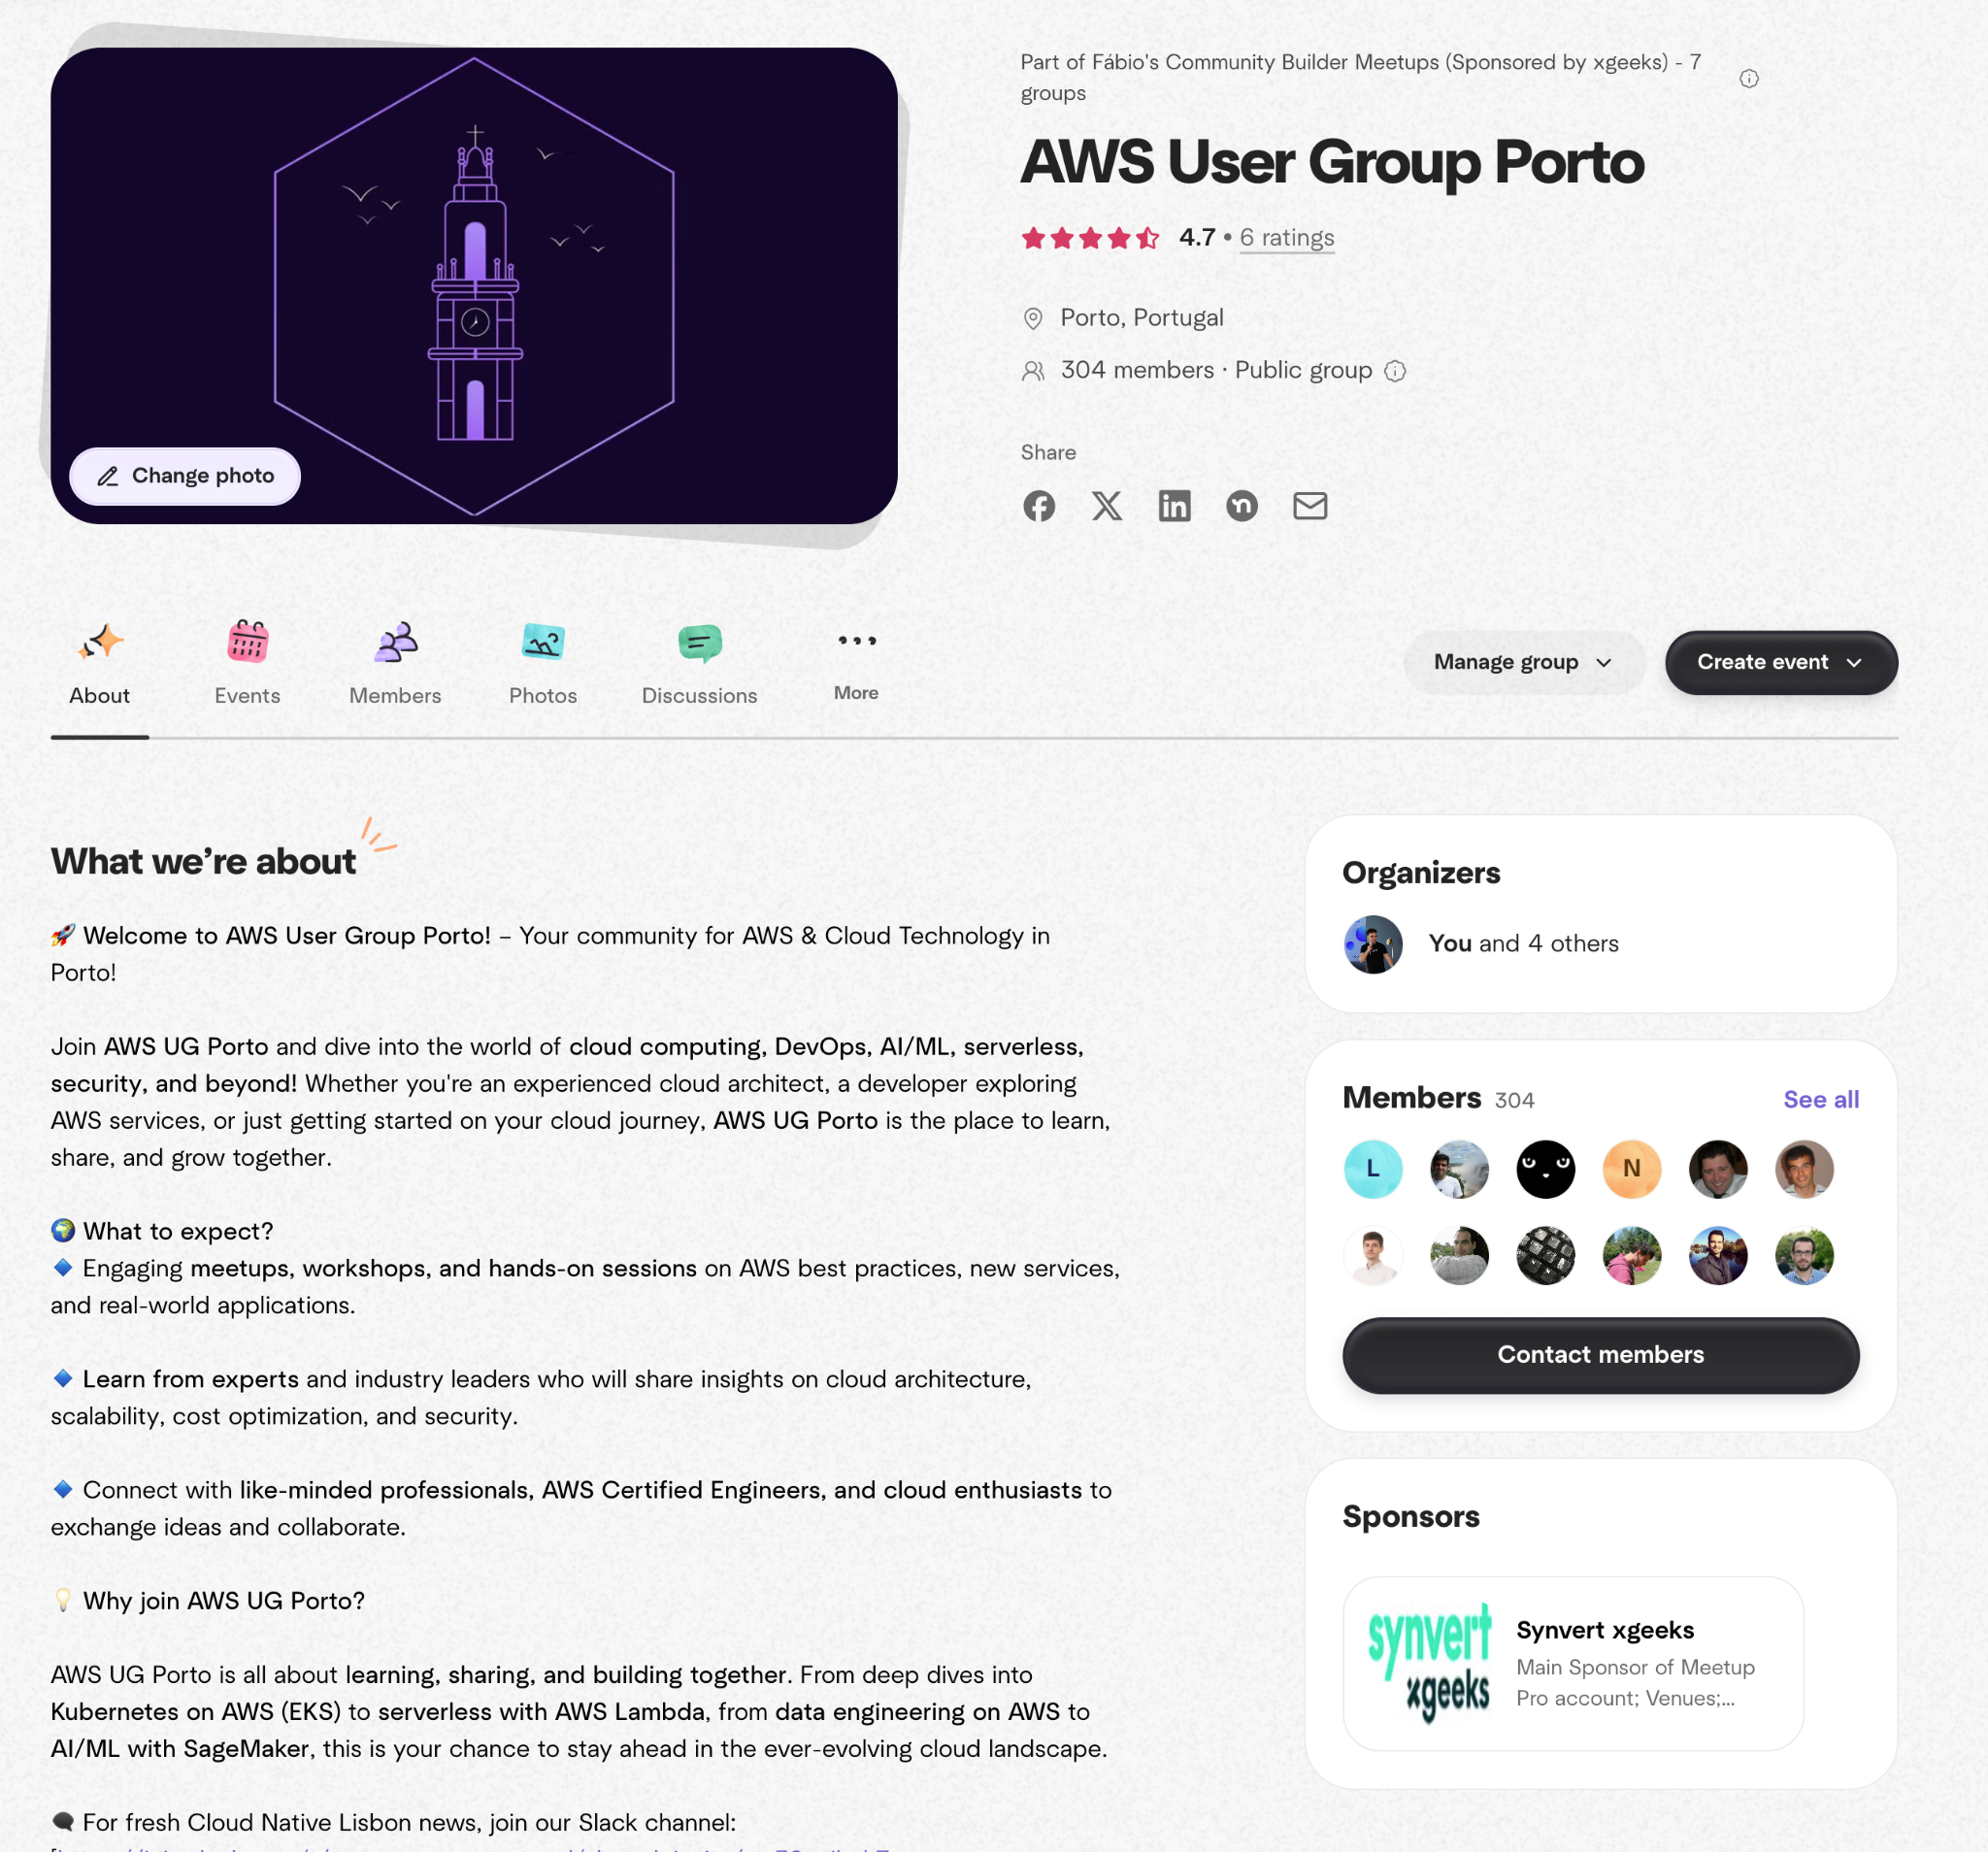 Part of Fábio's Community Builder Meetups (Sponsored by xgeeks) - 7
groups
AWS User Group Porto
4.7 • 6 ratings
Porto, Portugal
304 members · Public group
Share
Change photo
About
Events
Members
Photos
Discussions
More
Manage group
Create event
What we’re about
🚀 Welcome to AWS User Group Porto! – Your community for AWS & Cloud Technology in
Porto!
Join AWS UG Porto and dive into the world of cloud computing, DevOps, AI/ML, serverless,
security, and beyond! Whether you're an experienced cloud architect, a developer exploring
AWS services, or just getting started on your cloud journey, AWS UG Porto is the place to learn,
share, and grow together.
🌍 What to expect?
🔹 Engaging meetups, workshops, and hands-on sessions on AWS best practices, new services,
and real-world applications.
🔹 Learn from experts and industry leaders who will share insights on cloud architecture,
scalability, cost optimization, and security.
🔹 Connect with like-minded professionals, AWS Certified Engineers, and cloud enthusiasts to
exchange ideas and collaborate.
💡 Why join AWS UG Porto?
AWS UG Porto is all about learning, sharing, and building together. From deep dives into
Kubernetes on AWS (EKS) to serverless with AWS Lambda, from data engineering on AWS to
AI/ML with SageMaker, this is your chance to stay ahead in the ever-evolving cloud landscape.
🗨️ For fresh Cloud Native Lisbon news, join our Slack channel:
Organizers
You and 4 others
Members 304
See all
L
N
Contact members
Sponsors
synvert
xgeeks
Synvert xgeeks
Main Sponsor of Meetup
Pro account; Venues;...